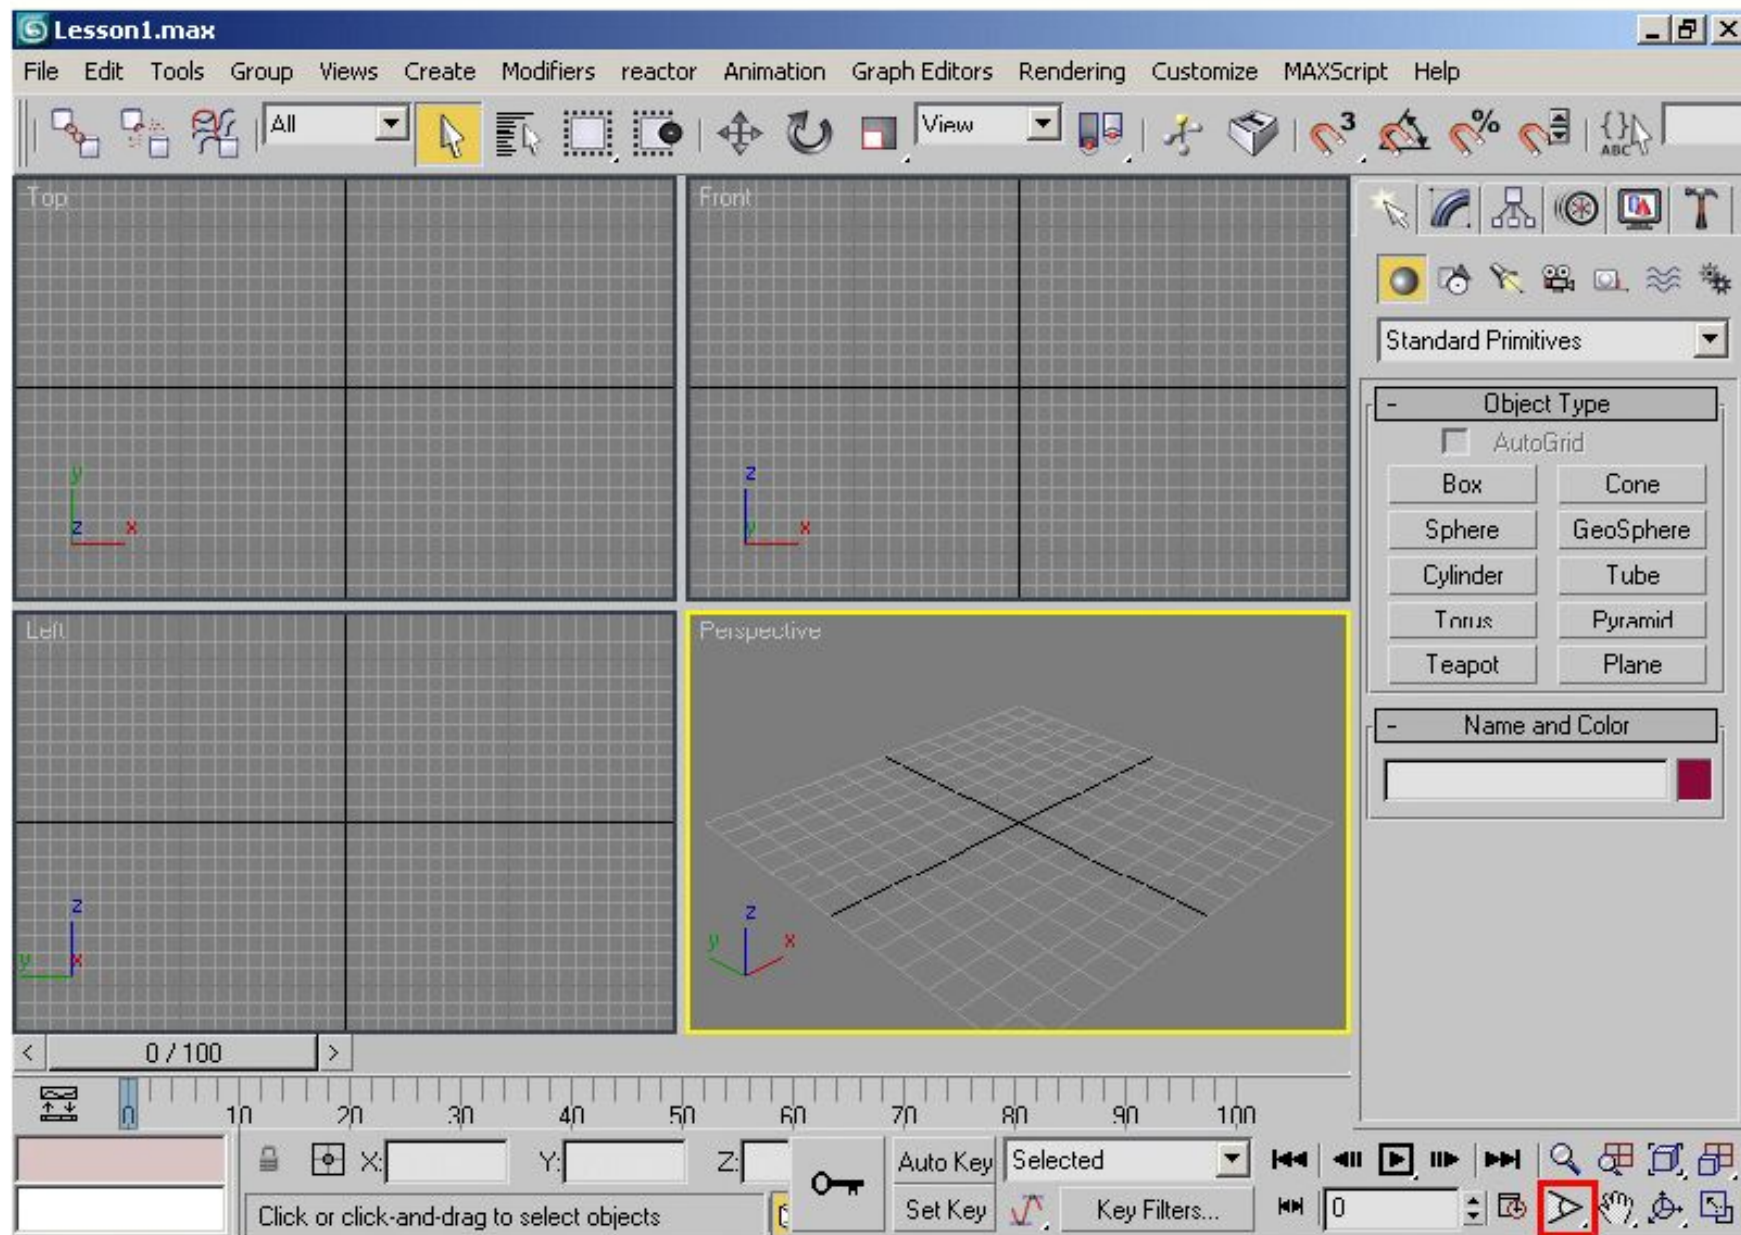 Lesson1.max
File Edit Tools Group Views Create Modifiers reactor Animation Graph Editors Rendering Customize MAXScript Help
All
View
3
%
{}
ABC
Top
Front
y
z x
z
y x
Left
Perspective
z
y x
z
y x
Standard Primitives
- Object Type
AutoGrid
Box Cone
Sphere GeoSphere
Cylinder Tube
Torus Pyramid
Teapot Plane
- Name and Color
< 0 / 100 >
0 10 20 30 40 50 60 70 80 90 100
X: Y: Z:
Auto Key Selected
Click or click-and-drag to select objects
Set Key Key Filters... 0